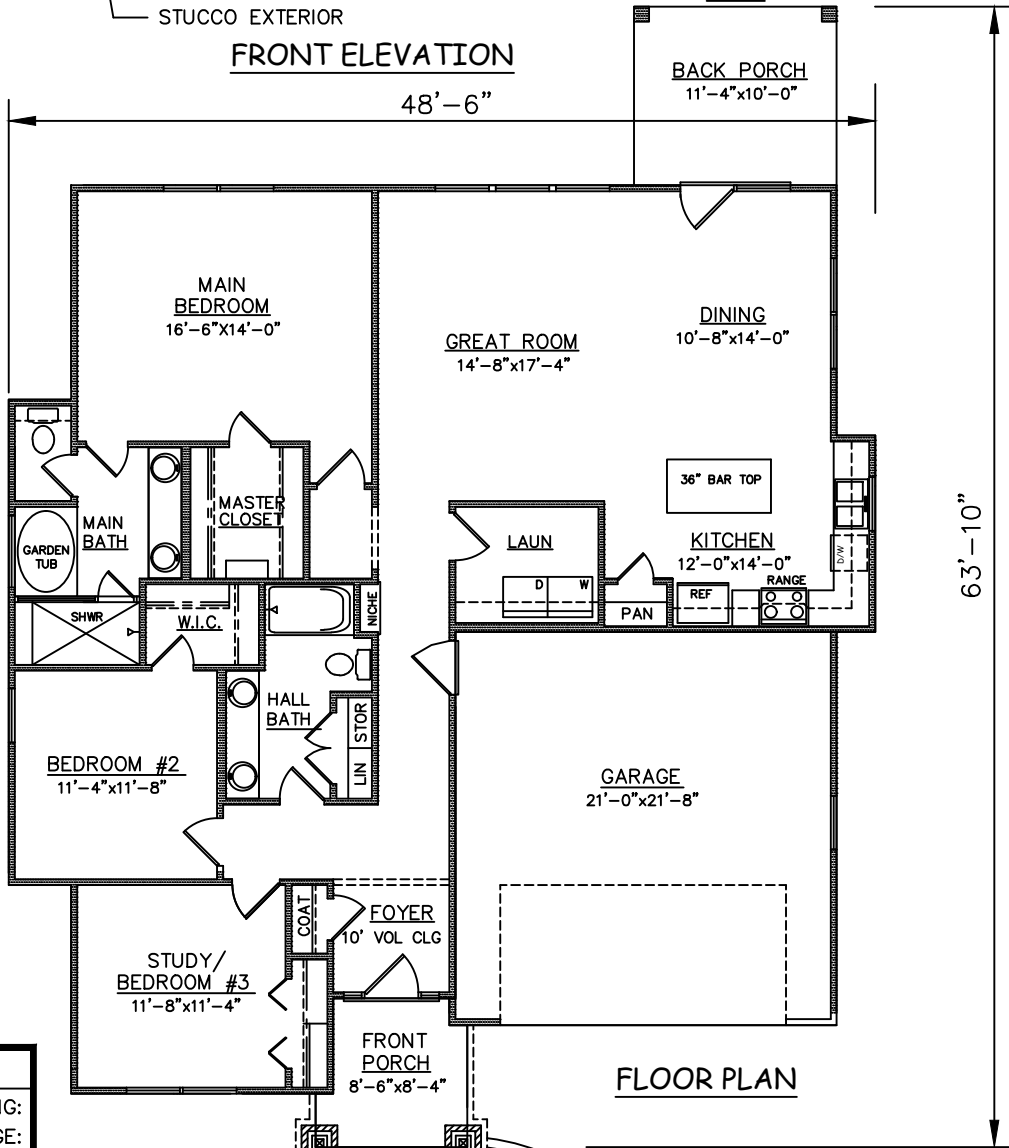 STUCCO EXTERIOR
FRONT ELEVATION
BACK PORCH
11'-4"x10'-0"
48'-6"
MAIN
BEDROOM
16'-6"X14'-0"
GREAT ROOM
14'-8"x17'-4"
DINING
10'-8"x14'-0"
63'-10"
36" BAR TOP
MASTER
CLOSET
MAIN
BATH
GARDEN
TUB
LAUN
D
W
KITCHEN
12'-0"x14'-0"
D/W
RANGE
REF
PAN
SHWR
W.I.C.
NICHE
HALL
BATH
STOR
LIN
BEDROOM #2
11'-4"x11'-8"
GARAGE
21'-0"x21'-8"
COAT
FOYER
10' VOL CLG
STUDY/
BEDROOM #3
11'-8"x11'-4"
FRONT
PORCH
8'-6"x8'-4"
FLOOR PLAN